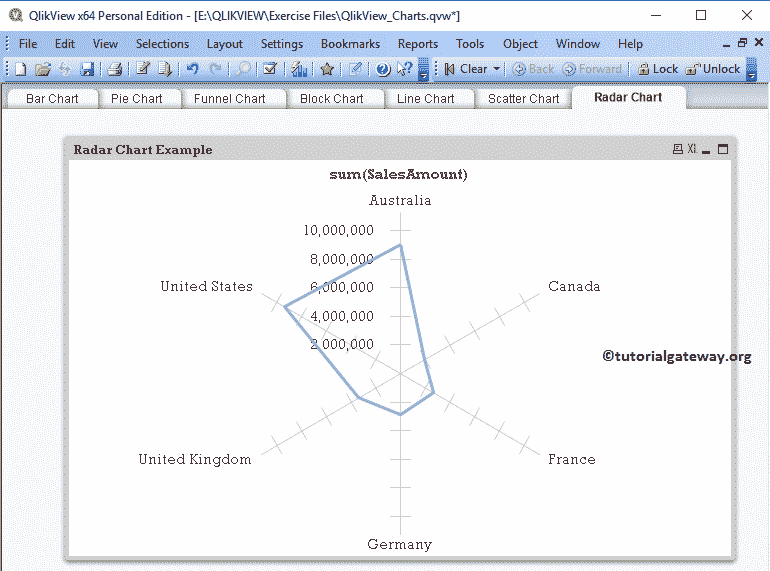 QlikView x64 Personal Edition - [E:\QLIKVIEW\Exercise Files\QlikView_Charts.qvw*]
File Edit View Selections Layout Settings Bookmarks Reports Tools Object Window Help
Clear Back Forward Lock Unlock
Bar Chart Pie Chart Funnel Chart Block Chart Line Chart Scatter Chart Radar Chart
Radar Chart Example XL
sum(SalesAmount)
Australia
10,000,000
8,000,000
United States 6,000,000 Canada
4,000,000
2,000,000
©tutorialgateway.org
United Kingdom France
Germany